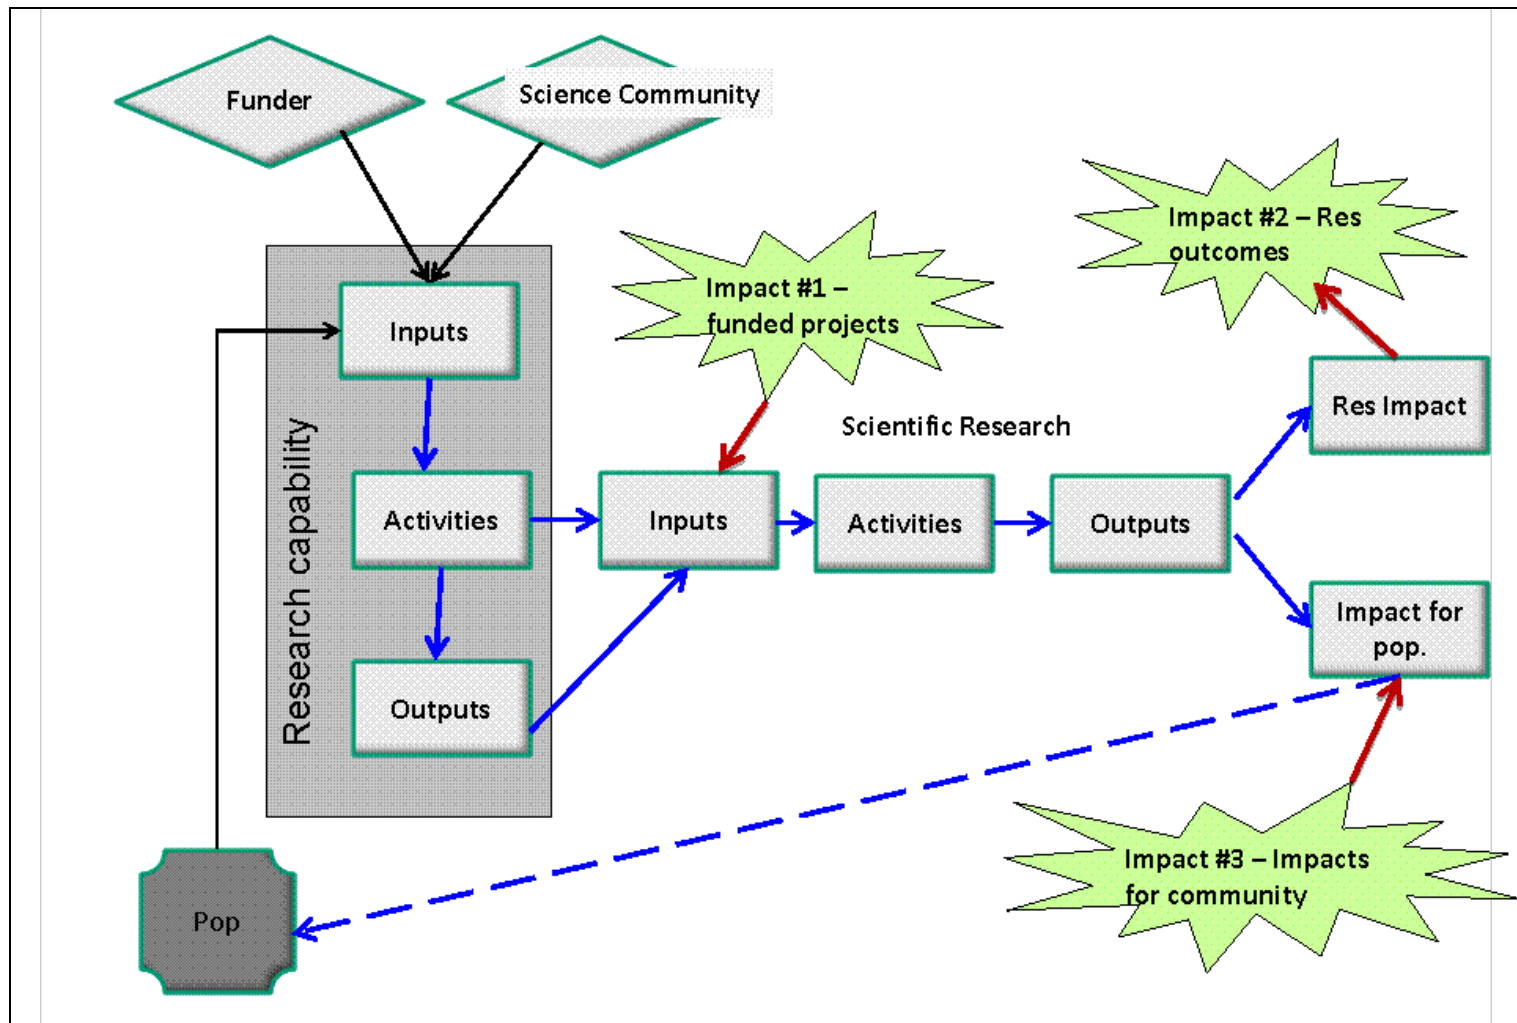 Funder
Science Community
Impact #2 – Res
outcomes
Impact #1 –
funded projects
Inputs
Res Impact
Scientific Research
Research capability
Activities
Inputs
Activities
Outputs
Impact for
pop.
Outputs
Impact #3 – Impacts
for community
Pop